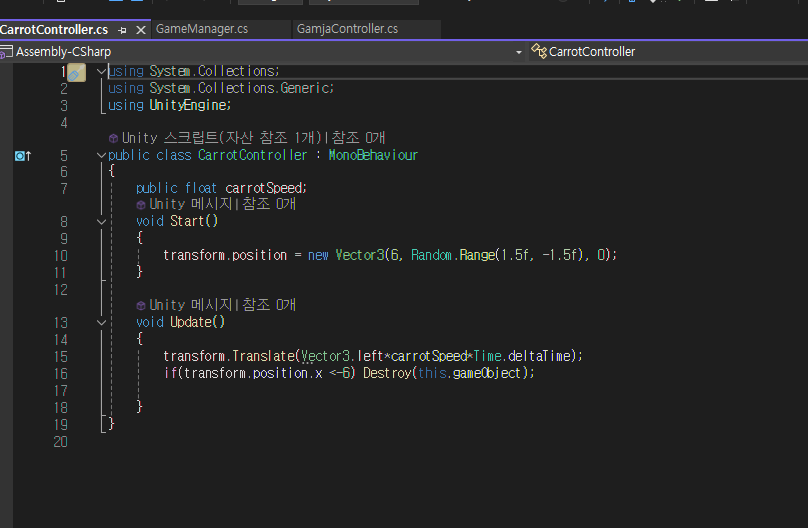 CarrotController.cs
GameManager.cs
GamjaController.cs
Assembly-CSharp
CarrotController
1 using System.Collections;
2 using System.Collections.Generic;
3 using UnityEngine;
4
Unity 스크립트(자산 참조 1개)|참조 0개
5 public class CarrotController : MonoBehaviour
6 {
7 public float carrotSpeed;
Unity 메시지|참조 0개
8 void Start()
9 {
10 transform.position = new Vector3(6, Random.Range(1.5f, -1.5f), 0);
11 }
12
Unity 메시지|참조 0개
13 void Update()
14 {
15 transform.Translate(Vector3.left*carrotSpeed*Time.deltaTime);
16 if(transform.position.x <-6) Destroy(this.gameObject);
17
18 }
19 }
20